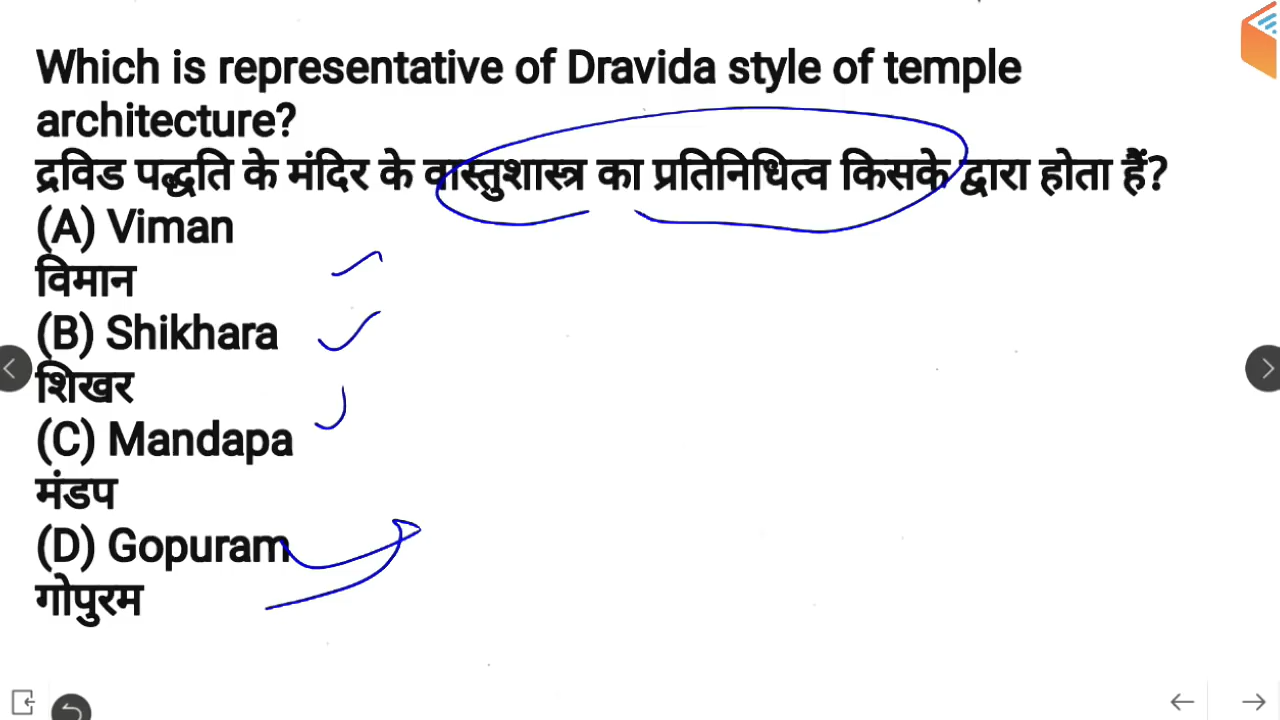 Which is representative of Dravida style of temple
architecture?
द्रविड पद्धति के मंदिर के वास्तुशास्त्र का प्रतिनिधित्व किसके द्वारा होता हैं?
(A) Viman
विमान
(B) Shikhara
शिखर
(C) Mandapa
मंडप
(D) Gopuram
गोपुरम